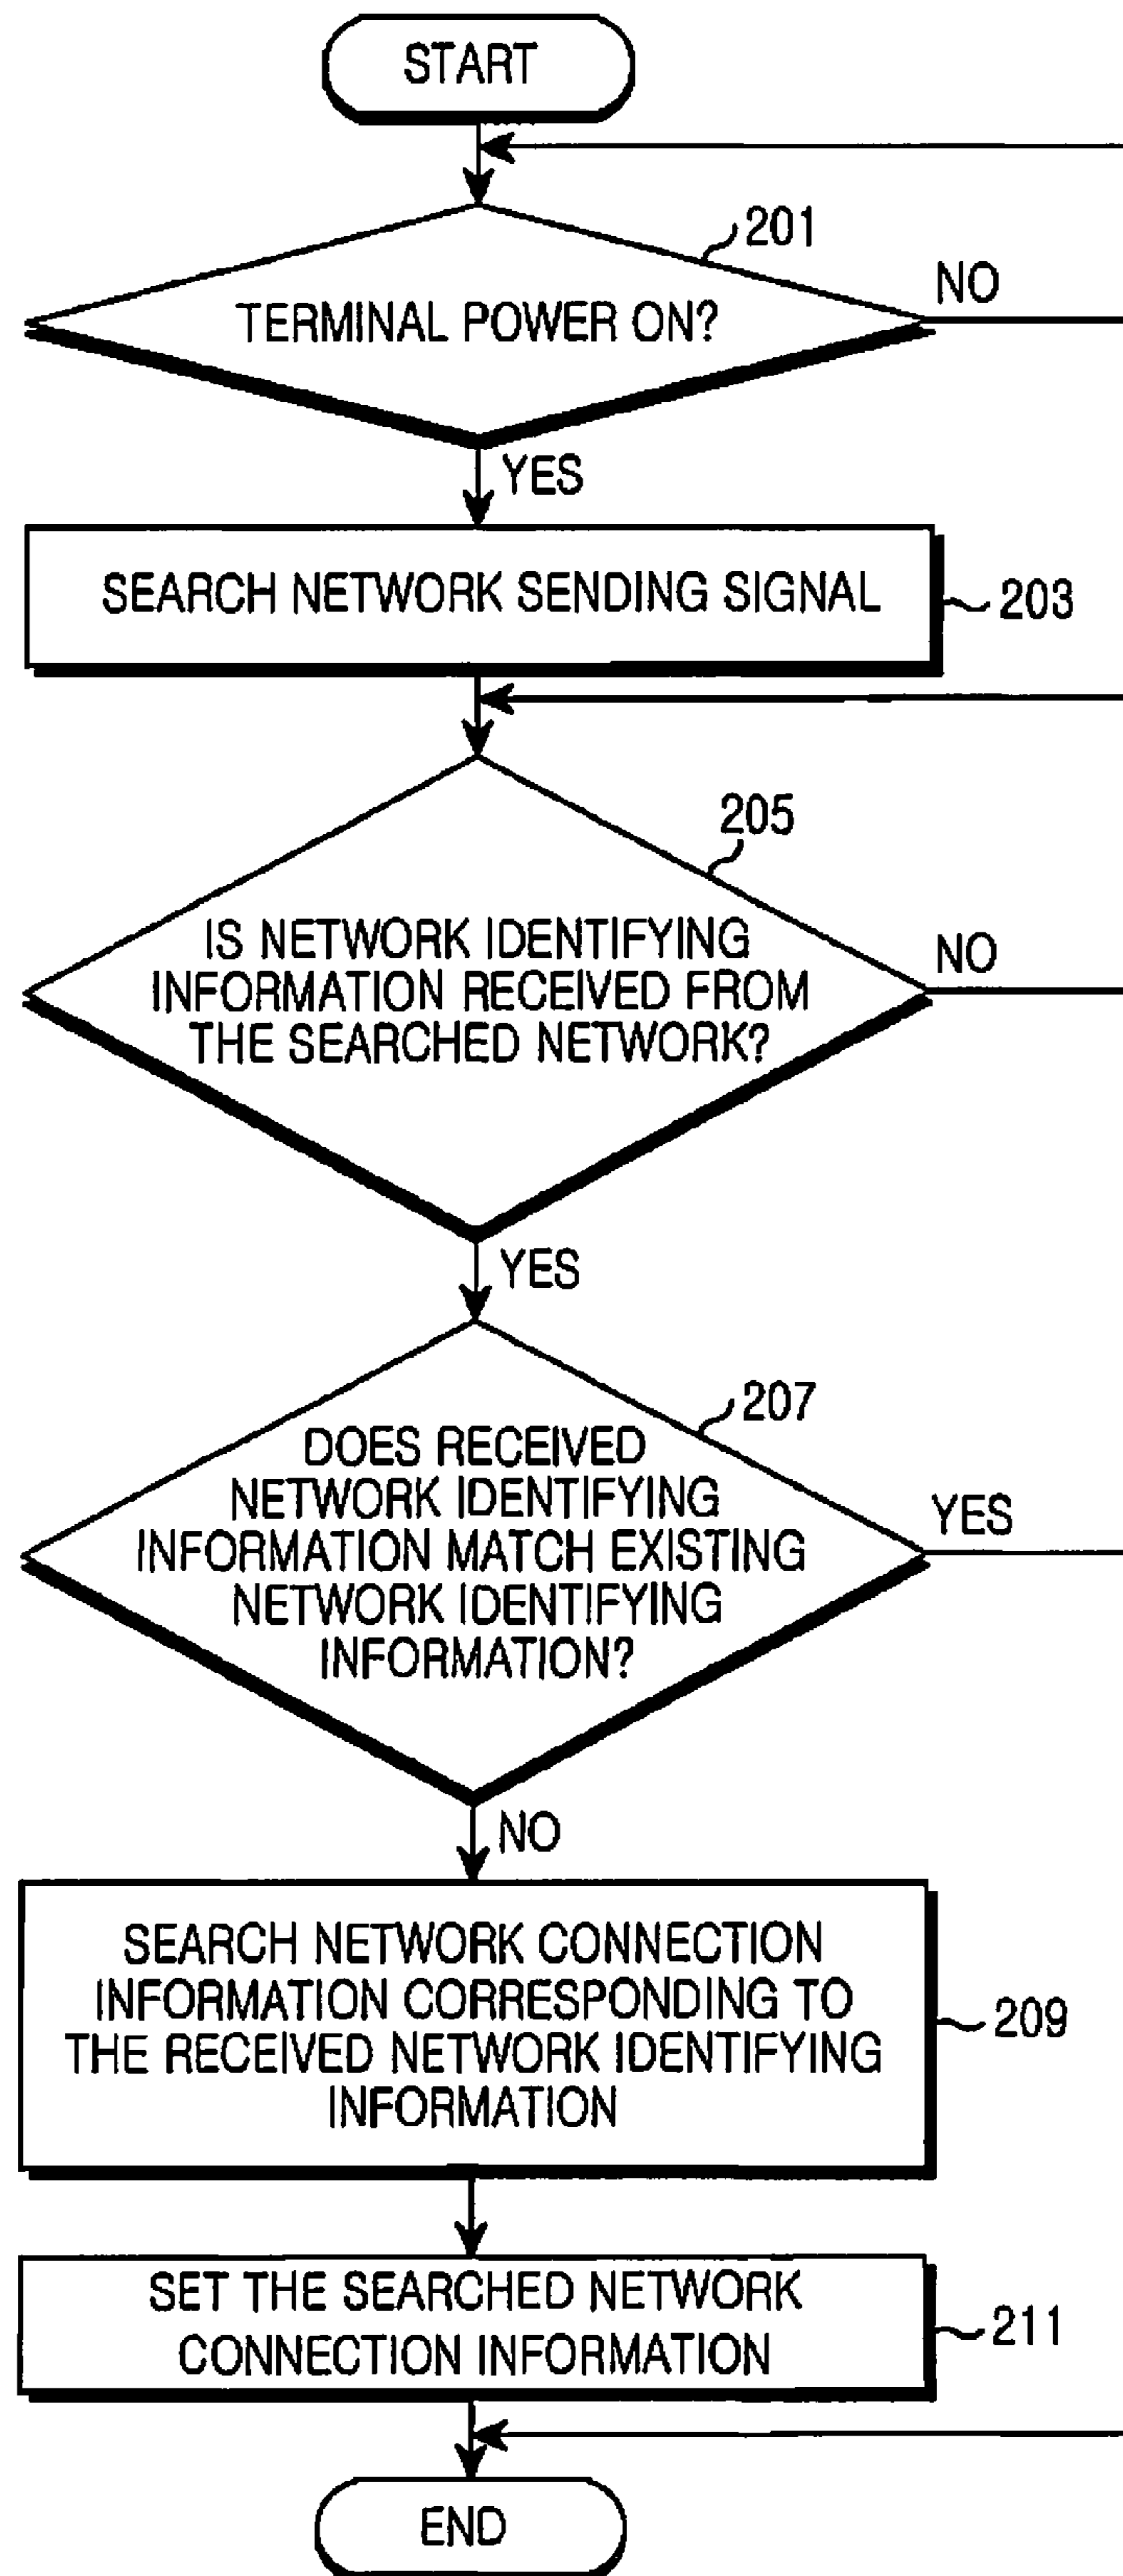 START
201
TERMINAL POWER ON?
NO
YES
SEARCH NETWORK SENDING SIGNAL
203
205
IS NETWORK IDENTIFYING
INFORMATION RECEIVED FROM
THE SEARCHED NETWORK?
NO
YES
207
DOES RECEIVED
NETWORK IDENTIFYING
INFORMATION MATCH EXISTING
NETWORK IDENTIFYING
INFORMATION?
YES
NO
SEARCH NETWORK CONNECTION
INFORMATION CORRESPONDING TO
THE RECEIVED NETWORK IDENTIFYING
INFORMATION
209
SET THE SEARCHED NETWORK
CONNECTION INFORMATION
211
END